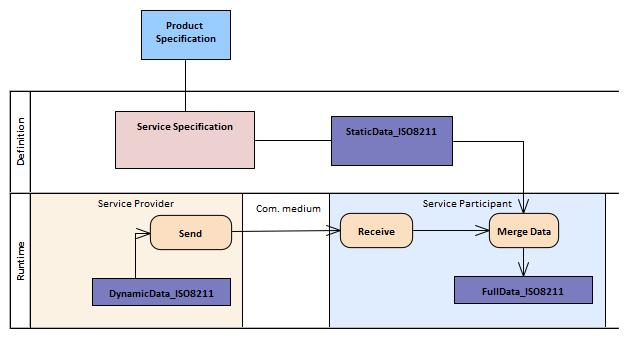 Product
Specification
Definition
Service Specification
StaticData_ISO8211
Runtime
Service Provider
Com. medium
Service Participant
Send
Receive
Merge Data
DynamicData_ISO8211
FullData_ISO8211